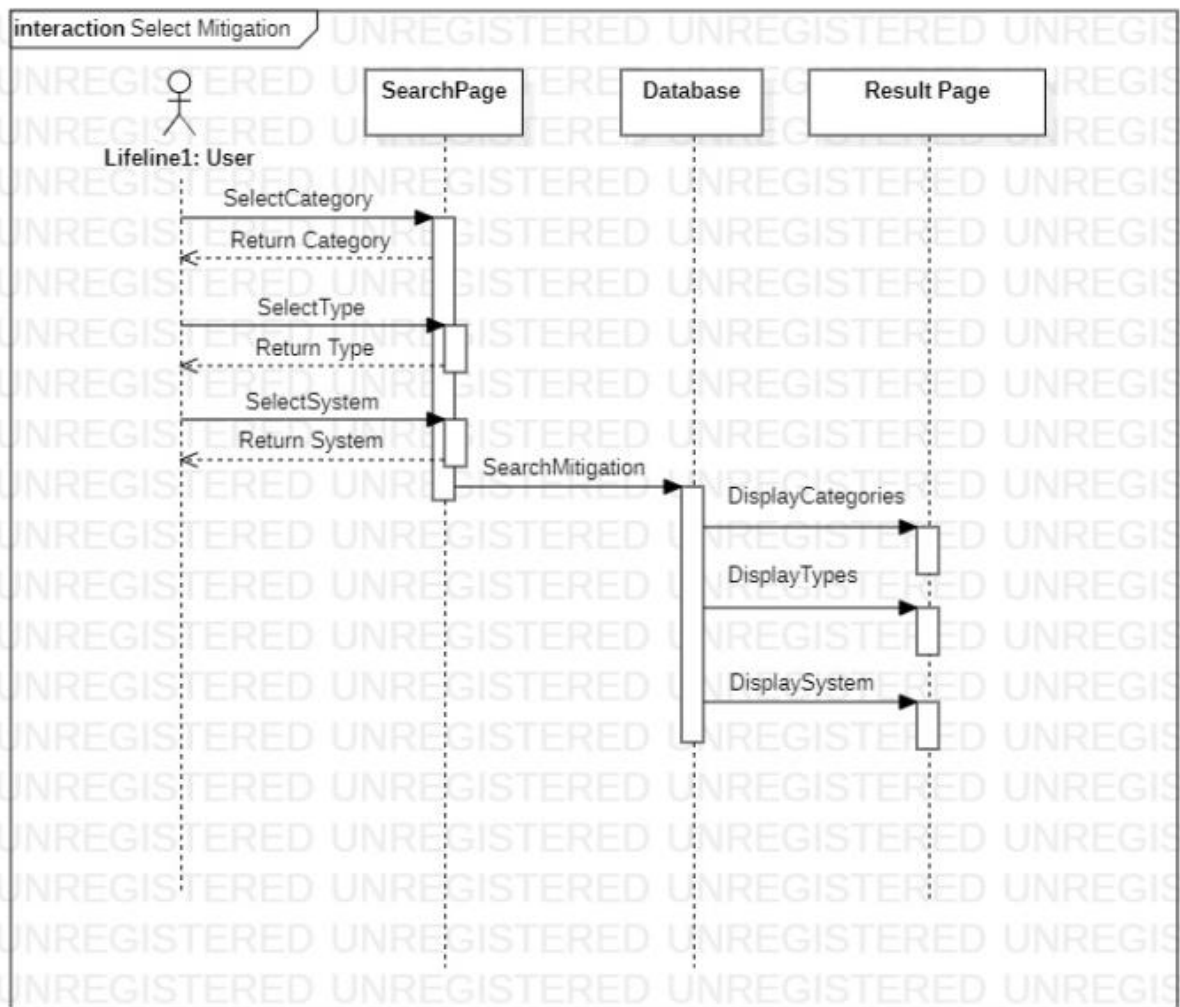 interaction Select Mitigation
SearchPage
Database
Result Page
Lifeline1: User
SelectCategory
Return Category
SelectType
Return Type
SelectSystem
Return System
SearchMitigation
DisplayCategories
DisplayTypes
DisplaySystem
UNREGISTERED